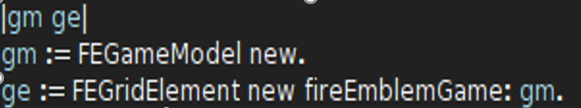 |gm ge|
gm := FEGameModel new.
ge := FEGridElement new fireEmblemGame: gm.